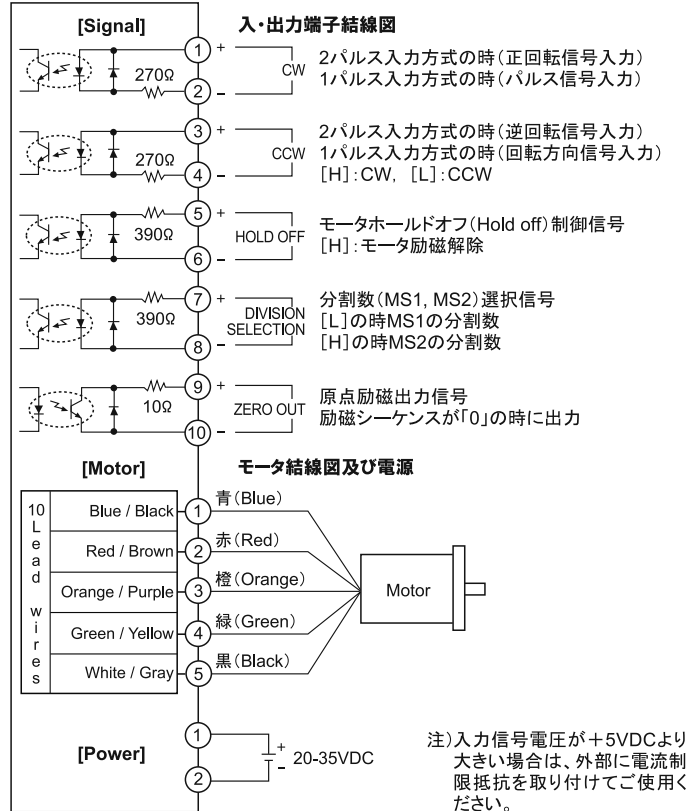 [Signal]
入・出力端子結線図
① + CW 2パルス入力方式の時(正回転信号入力)
270Ω
② − 1パルス入力方式の時(パルス信号入力)
③ + CCW 2パルス入力方式の時(逆回転信号入力)
1パルス入力方式の時(回転方向信号入力)
270Ω
④ − [H]:CW, [L]:CCW
⑤ + HOLD OFF モータホールドオフ(Hold off)制御信号
390Ω
⑥ − [H]:モータ励磁解除
⑦ + DIVISION SELECTION 分割数(MS1, MS2)選択信号
390Ω
[L]の時MS1の分割数
⑧ − [H]の時MS2の分割数
⑨ + ZERO OUT 原点励磁出力信号
10Ω
⑩ − 励磁シーケンスが「0」の時に出力
[Motor]
モータ結線図及び電源
10 Lead wires
Blue / Black ① 青(Blue)
Red / Brown ② 赤(Red)
Orange / Purple ③ 橙(Orange)
Green / Yellow ④ 緑(Green)
White / Gray ⑤ 黒(Black)
Motor
[Power]
①
+
− 20-35VDC
②
注)入力信号電圧が+5VDCより
大きい場合は、外部に電流制
限抵抗を取り付けてご使用く
ださい。